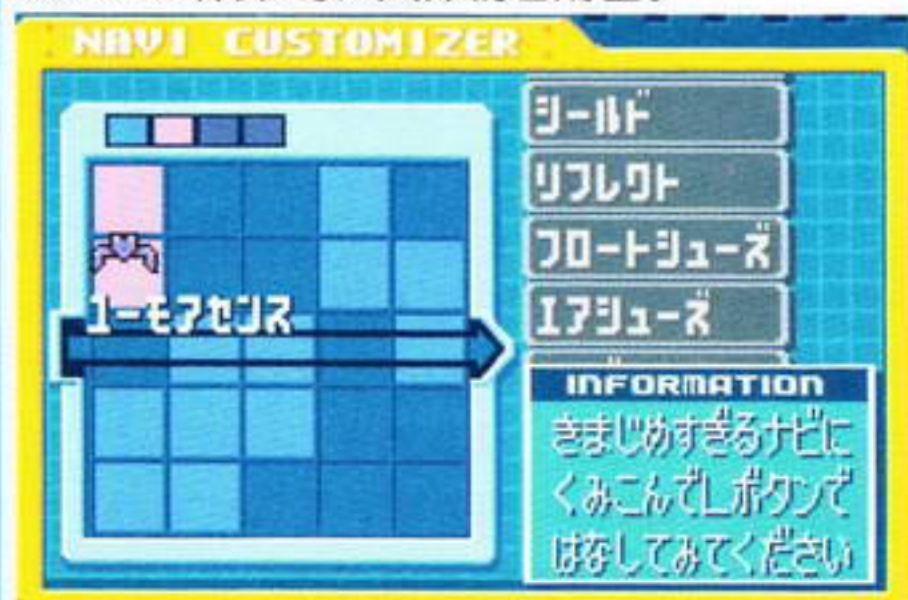 NAVI CUSTOMIZER
シールド
リフレクト
フロートシューズ
エアシューズ
ユーモアセンス
INFORMATION
きまじめすぎるナビに
くみこんでLボタンで
はなしてみてください